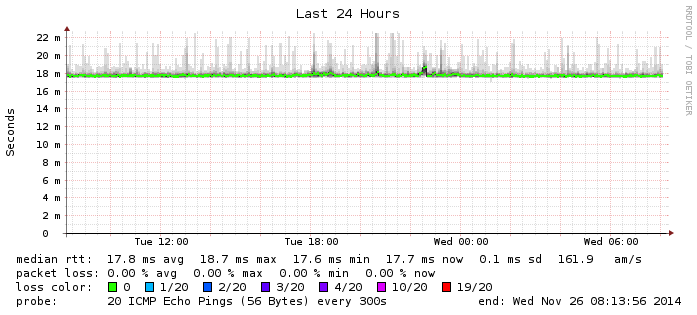 Last 24 Hours
RRDTOOL / TOBI OETIKER
Seconds
22 m
20 m
18 m
16 m
14 m
12 m
10 m
8 m
6 m
4 m
2 m
0
Tue 12:00 Tue 18:00 Wed 00:00 Wed 06:00
median rtt: 17.8 ms avg 18.7 ms max 17.6 ms min 17.7 ms now 0.1 ms sd 161.9 am/s
packet loss: 0.00 % avg 0.00 % max 0.00 % min 0.00 % now
loss color: 0 1/20 2/20 3/20 4/20 10/20 19/20
probe: 20 ICMP Echo Pings (56 Bytes) every 300s end: Wed Nov 26 08:13:56 2014